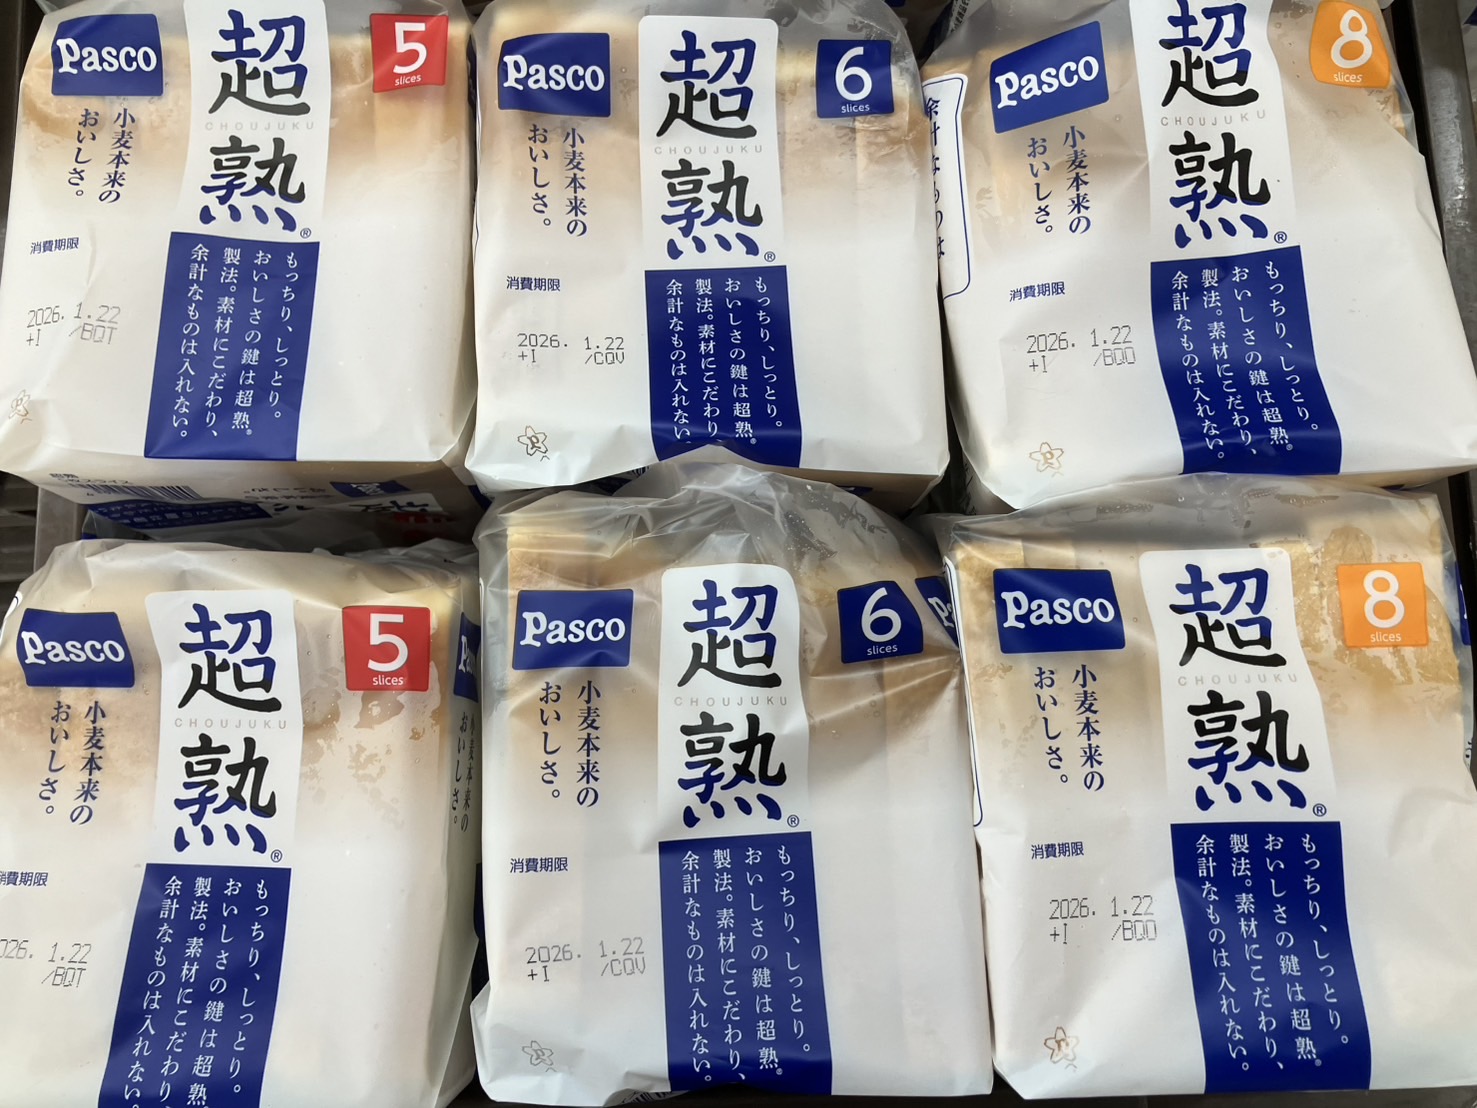 Pasco
超熟
CHOUJUKU
®
5
slices
小麦本来の
おいしさ。
消費期限
2026. 1.22
+I /BQT
もっちり、しっとり。
おいしさの鍵は超熟®
製法。素材にこだわり、
余計なものは入れない。
Pasco
超熟
CHOUJUKU
®
6
slices
小麦本来の
おいしさ。
消費期限
2026. 1.22
+I /CQV
もっちり、しっとり。
おいしさの鍵は超熟®
製法。素材にこだわり、
余計なものは入れない。
余計なものは
Pasco
超熟
CHOUJUKU
®
8
slices
小麦本来の
おいしさ。
消費期限
2026. 1.22
+I /BQO
もっちり、しっとり。
おいしさの鍵は超熟®
製法。素材にこだわり、
余計なものは入れない。
Pasco
超熟
CHOUJUKU
®
5
slices
小麦本来の
おいしさ。
消費期限
026. 1.22
/BQT
もっちり、しっとり。
おいしさの鍵は超熟
製法。素材にこだわり
余計なものは入れない。
小麦本来の
おいしさ。
Pasco
超熟
CHOUJUKU
®
6
slices
小麦本来の
おいしさ。
消費期限
2026. 1.22
+I /CQV
もっちり、しっとり。
おいしさの鍵は超熟®
製法。素材にこだわり、
余計なものは入れない。
Pasco
超熟
CHOUJUKU
®
8
slices
小麦本来の
おいしさ。
消費期限
2026. 1.22
+I /BQO
もっちり、しっとり。
おいしさの鍵は超熟®
製法。素材にこだわり、
余計なものは入れない。